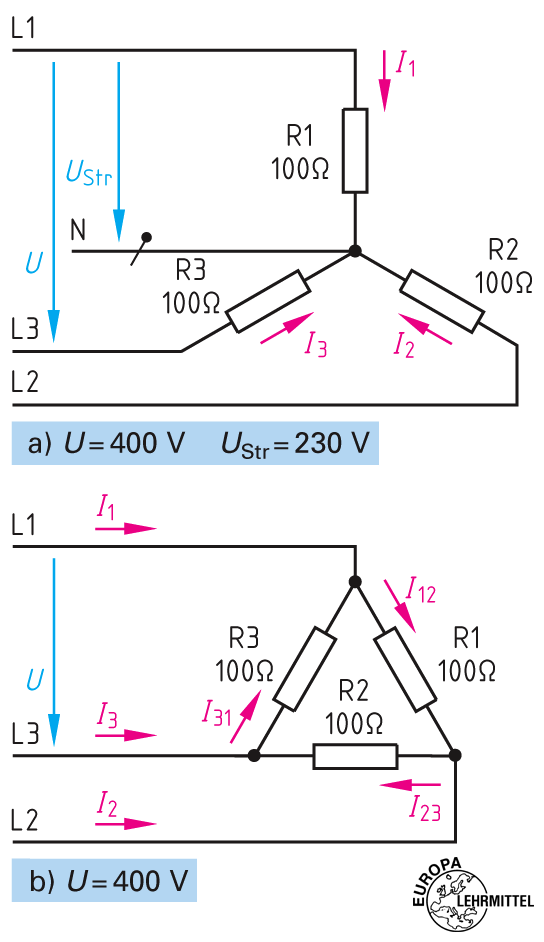 L1
I1
R1
100Ω
UStr
N
R2
100Ω
R3
100Ω
U
I3
I2
L3
L2
a) U = 400 V UStr = 230 V
I1
L1
I12
R3
100Ω
R1
100Ω
U
R2
100Ω
I31
I3
L3
I23
I2
L2
b) U = 400 V
EUROPA
LEHRMITTEL